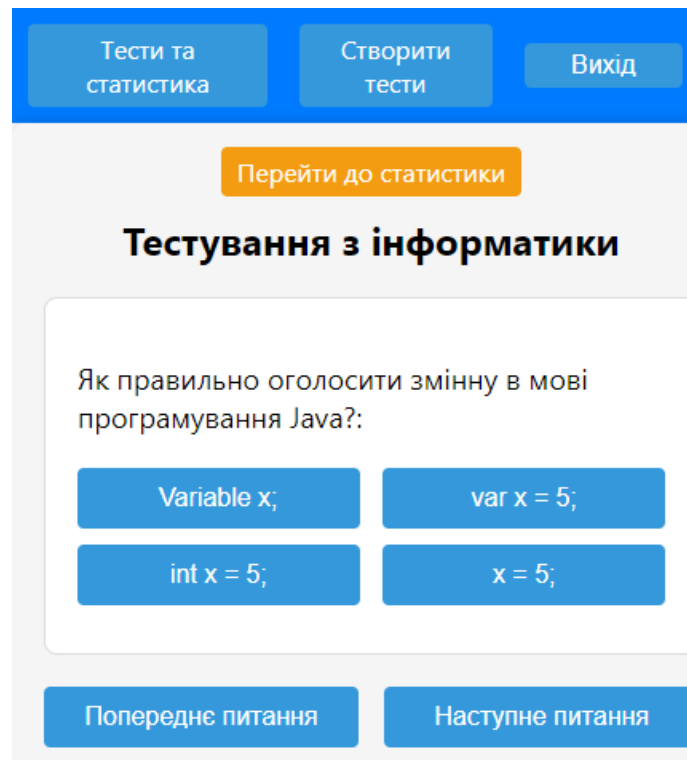 Тести та
статистика
Створити
тести
Вихід
Перейти до статистики
Тестування з інформатики
Як правильно оголосити змінну в мові
програмування Java?:
Variable x;
var x = 5;
int x = 5;
x = 5;
Попереднє питання
Наступне питання